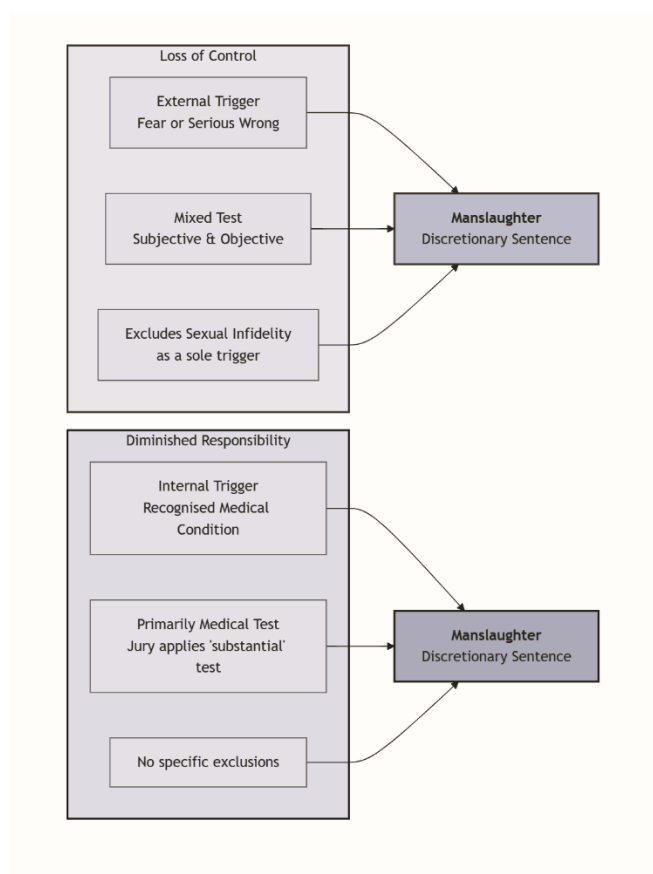 Loss of Control
External Trigger
Fear or Serious Wrong
Mixed Test
Subjective & Objective
Excludes Sexual Infidelity
as a sole trigger
Manslaughter
Discretionary Sentence
Diminished Responsibility
Internal Trigger
Recognised Medical
Condition
Primarily Medical Test
Jury applies 'substantial'
test
No specific exclusions
Manslaughter
Discretionary Sentence